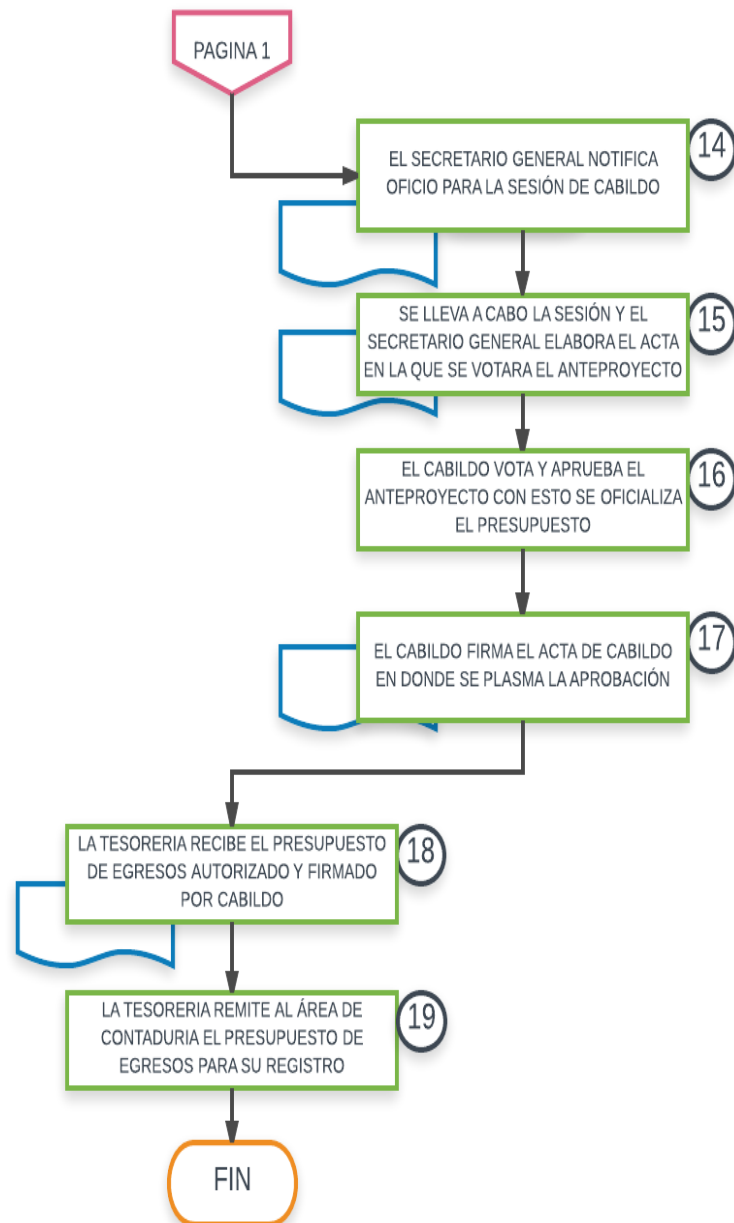 PAGINA 1
EL SECRETARIO GENERAL NOTIFICA
OFICIO PARA LA SESIÓN DE CABILDO
14
SE LLEVA A CABO LA SESIÓN Y EL
SECRETARIO GENERAL ELABORA EL ACTA
EN LA QUE SE VOTARA EL ANTEPROYECTO
15
EL CABILDO VOTA Y APRUEBA EL
ANTEPROYECTO CON ESTO SE OFICIALIZA
EL PRESUPUESTO
16
EL CABILDO FIRMA EL ACTA DE CABILDO
EN DONDE SE PLASMA LA APROBACIÓN
17
LA TESORERIA RECIBE EL PRESUPUESTO
DE EGRESOS AUTORIZADO Y FIRMADO
POR CABILDO
18
LA TESORERIA REMITE AL ÁREA DE
CONTADURIA EL PRESUPUESTO DE
EGRESOS PARA SU REGISTRO
19
FIN